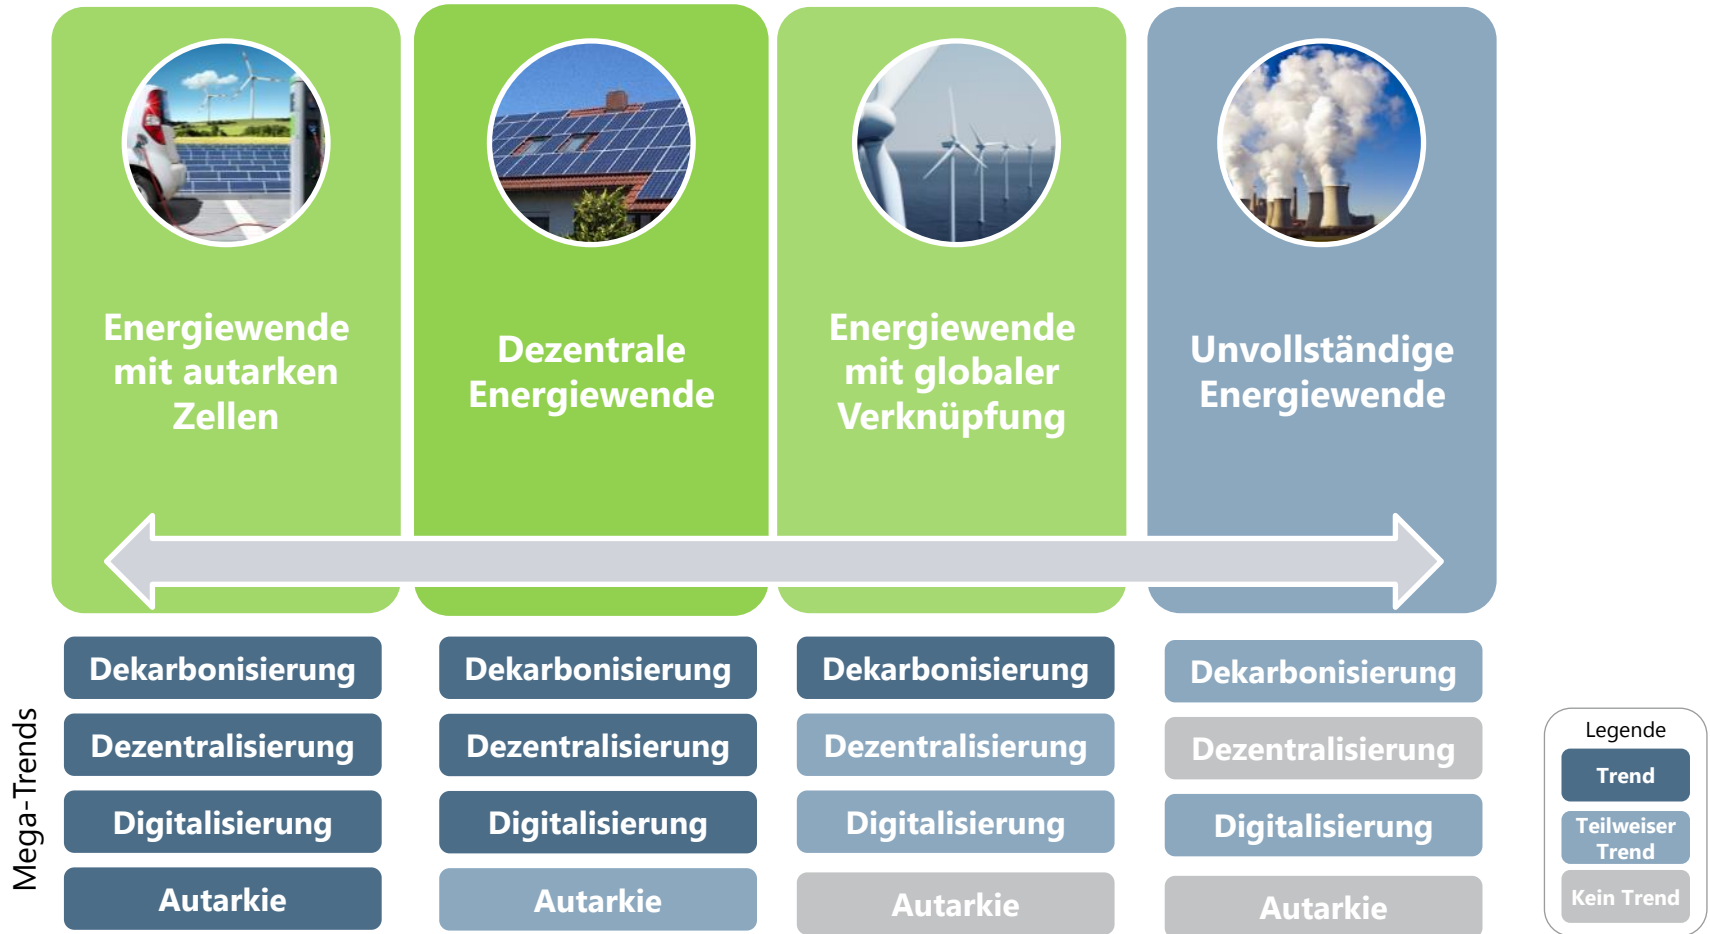 Energiewende
mit autarken
Zellen
Dezentrale
Energiewende
Energiewende
mit globaler
Verknüpfung
Unvollständige
Energiewende
Mega-Trends
Dekarbonisierung
Dezentralisierung
Digitalisierung
Autarkie
Dekarbonisierung
Dezentralisierung
Digitalisierung
Autarkie
Dekarbonisierung
Dezentralisierung
Digitalisierung
Autarkie
Dekarbonisierung
Dezentralisierung
Digitalisierung
Autarkie
Legende
Trend
Teilweiser
Trend
Kein Trend